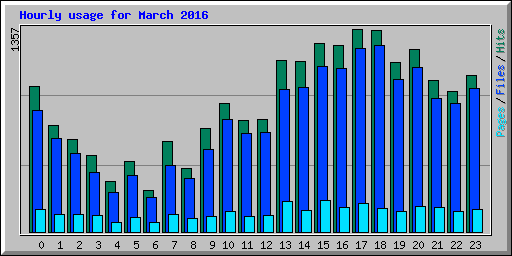 Hourly usage for March 2016
1357
Pages / Files / Hits
0 1 2 3 4 5 6 7 8 9 10 11 12 13 14 15 16 17 18 19 20 21 22 23